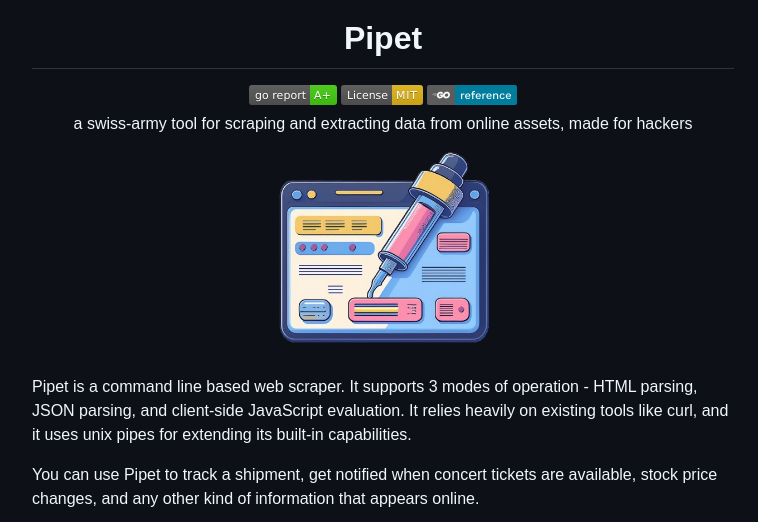 Pipet
go report A+ License MIT GO reference
a swiss-army tool for scraping and extracting data from online assets, made for hackers
Pipet is a command line based web scraper. It supports 3 modes of operation - HTML parsing,
JSON parsing, and client-side JavaScript evaluation. It relies heavily on existing tools like curl, and
it uses unix pipes for extending its built-in capabilities.
You can use Pipet to track a shipment, get notified when concert tickets are available, stock price
changes, and any other kind of information that appears online.